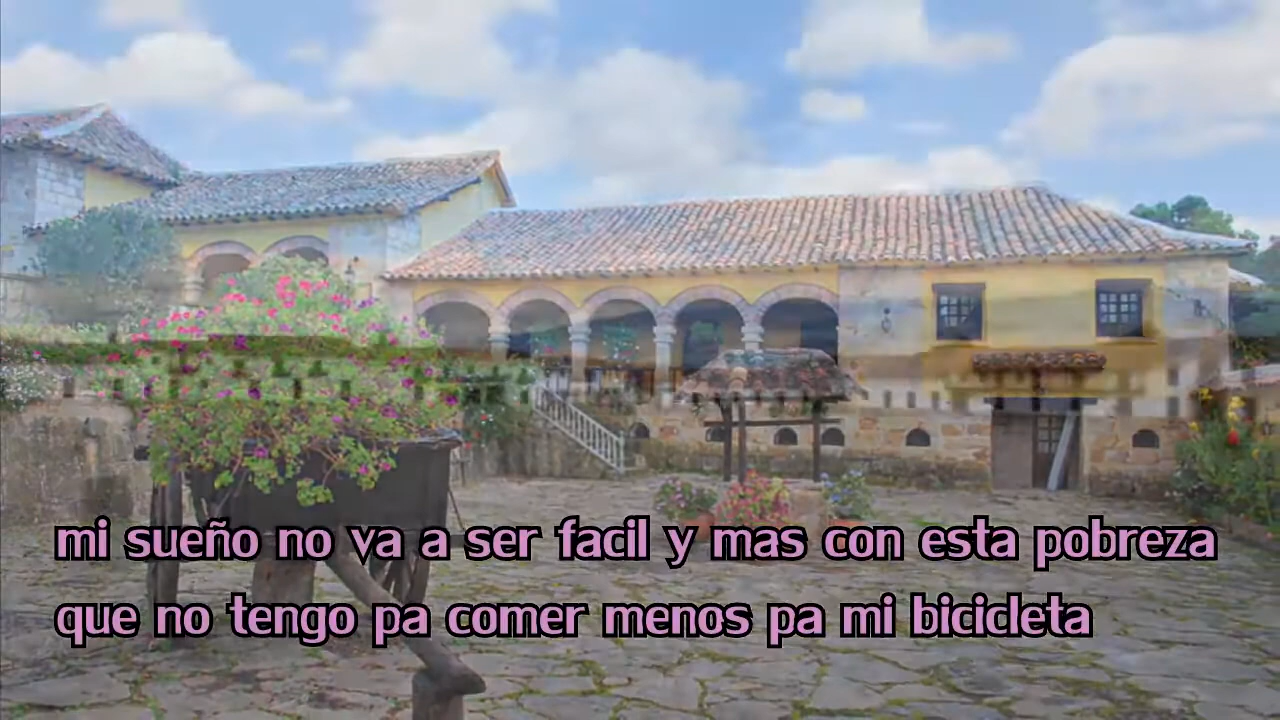 mi sueño no va a ser facil y mas con esta pobreza
que no tengo pa comer menos pa mi bicicleta